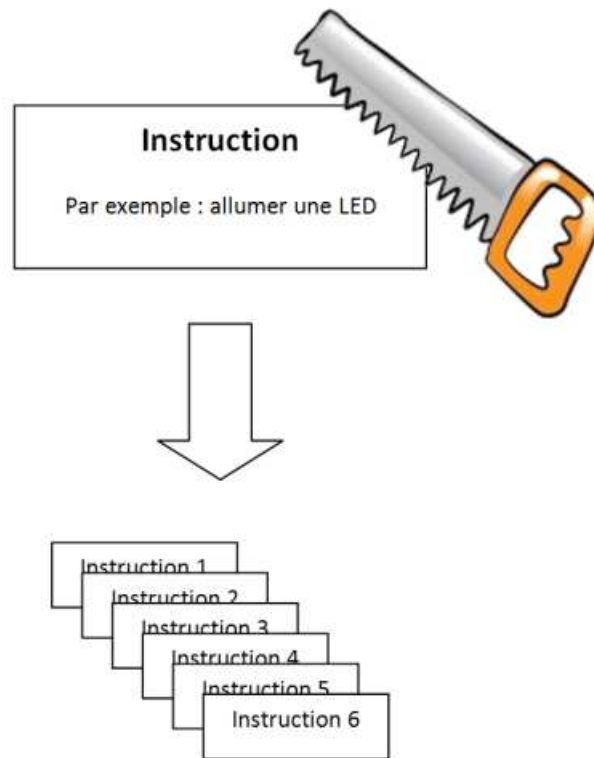 Instruction
Par exemple : allumer une LED
Instruction 1
Instruction 2
Instruction 3
Instruction 4
Instruction 5
Instruction 6